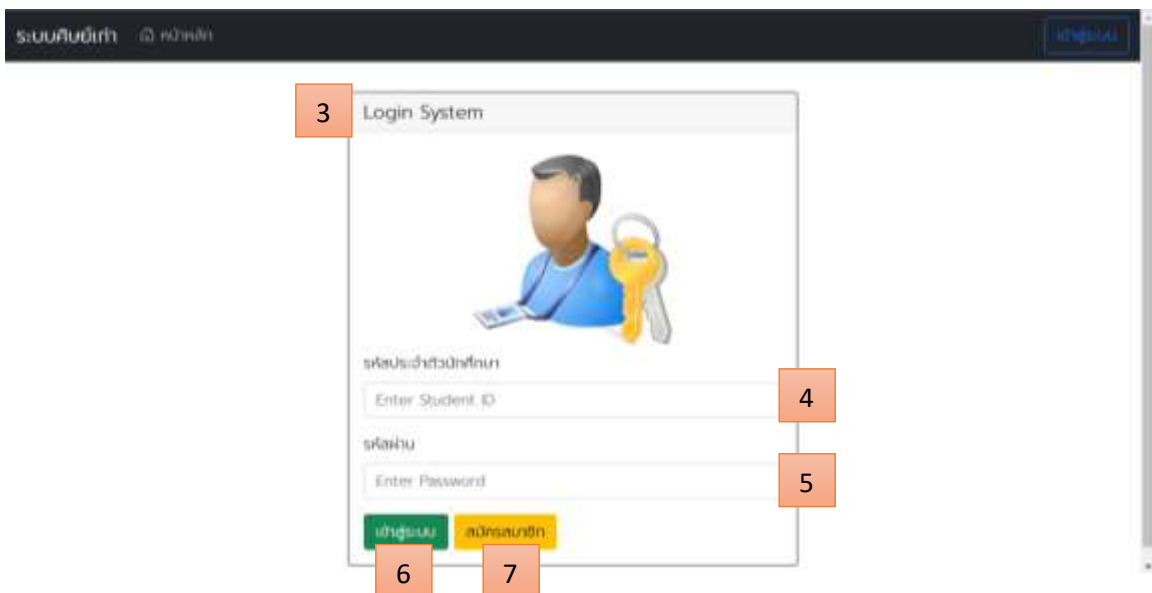 ระบบศิษย์เก่า หน้าหลัก เข้าสู่ระบบ
3 Login System
รหัสประจำตัวนักศึกษา
Enter Student ID 4
รหัสผ่าน
Enter Password 5
เข้าสู่ระบบ สมัครสมาชิก
6 7